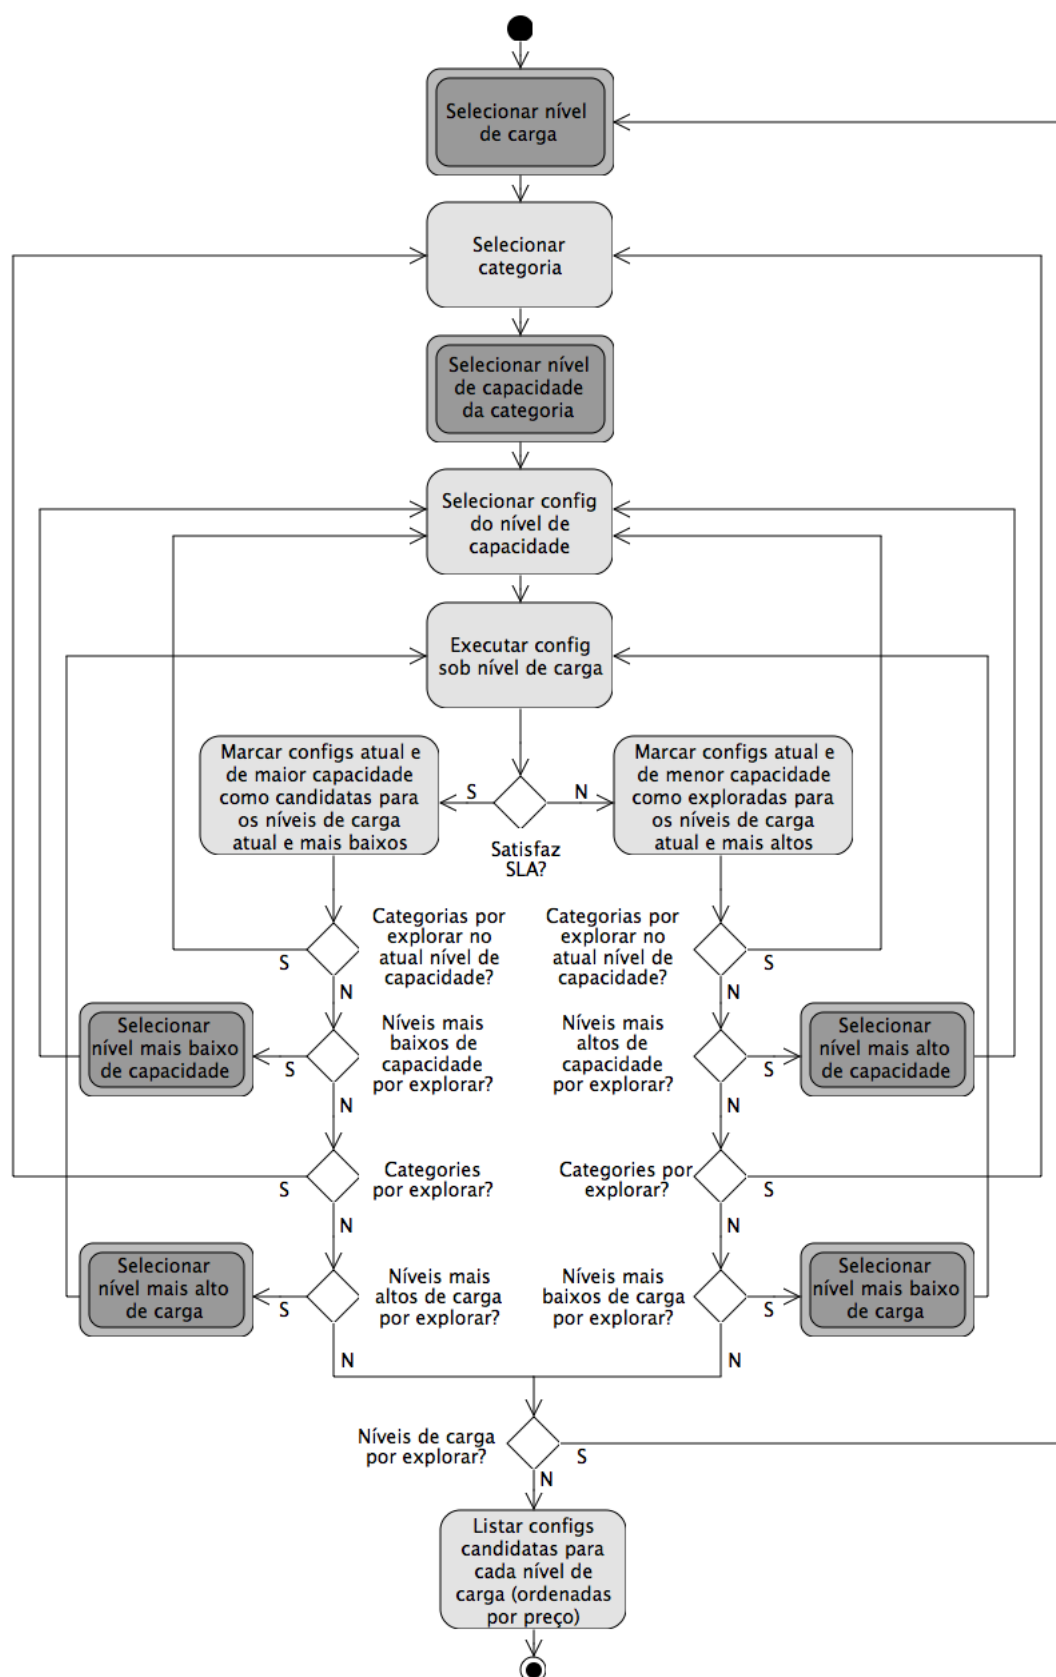 Selecionar nível
de carga
Selecionar
categoria
Selecionar nível
de capacidade
da categoria
Selecionar config
do nível de
capacidade
Executar config
sob nível de carga
Marcar configs atual e
de maior capacidade
como candidatas para
os níveis de carga
atual e mais baixos
S
N
Satisfaz
SLA?
Marcar configs atual e
de menor capacidade
como exploradas para
os níveis de carga
atual e mais altos
S
Categorias por
explorar no
atual nível de
capacidade?
N
Categorias por
explorar no
atual nível de
capacidade?
S
N
Selecionar
nível mais baixo
de capacidade
S
Níveis mais
baixos de
capacidade
por explorar?
N
Níveis mais
altos de
capacidade
por explorar?
S
N
Selecionar
nível mais alto
de capacidade
S
Categories
por explorar?
N
Categories por
explorar?
S
N
Selecionar
nível mais alto
de carga
S
Níveis mais
altos de carga
por explorar?
N
Níveis mais
baixos de carga
por explorar?
S
N
Selecionar
nível mais baixo
de carga
Níveis de carga
por explorar?
S
N
Listar configs
candidatas para
cada nível de
carga (ordenadas
por preço)